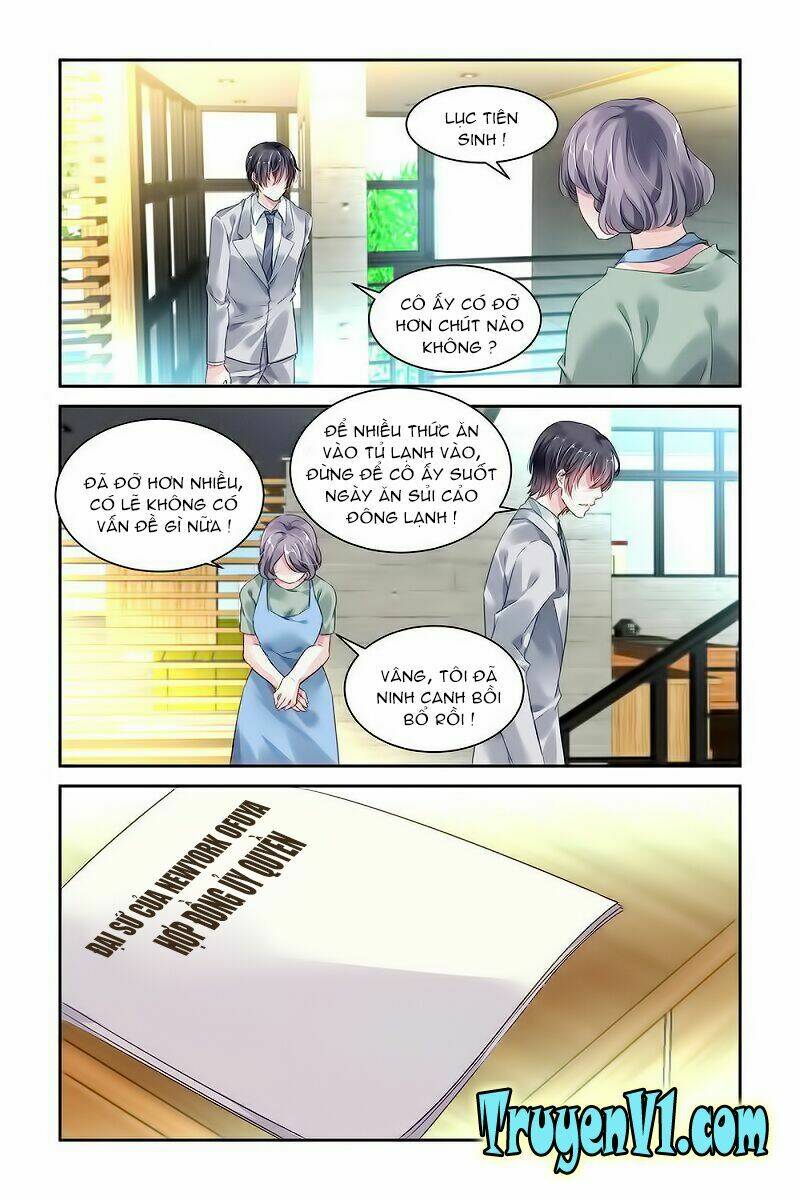 LỤC TIÊN
SINH !
CÔ ẤY CÓ ĐỠ
HƠN CHÚT NÀO
KHÔNG ?
ĐÃ ĐỠ HƠN NHIỀU,
CÓ LẼ KHÔNG CÓ
VẤN ĐỀ GÌ NỮA !
ĐỂ NHIỀU THỨC ĂN
VÀO TỦ LẠNH VÀO,
ĐỪNG ĐỂ CÔ ẤY SUỐT
NGÀY ĂN SỦI CẢO
ĐÔNG LẠNH !
VÂNG, TÔI ĐÃ
NINH CANH BỒI
BỔ RỒI !
ĐẠI SỨ CỦA NEWYORK OFUYA
HỢP ĐỒNG ỦY QUYỀN
TRUYENV1.com